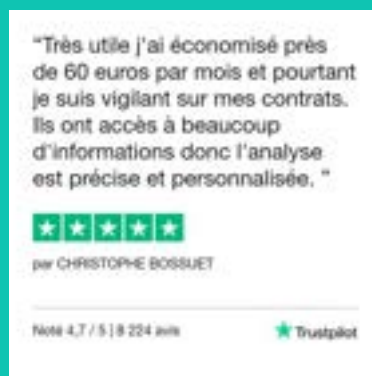 “Très utile j'ai économisé près
de 60 euros par mois et pourtant
je suis vigilant sur mes contrats.
Ils ont accès à beaucoup
d'informations donc l'analyse
est précise et personnalisée. ”
par CHRISTOPHE BOSSUET
Noté 4,7 / 5 | 8 224 avis
Trustpilot